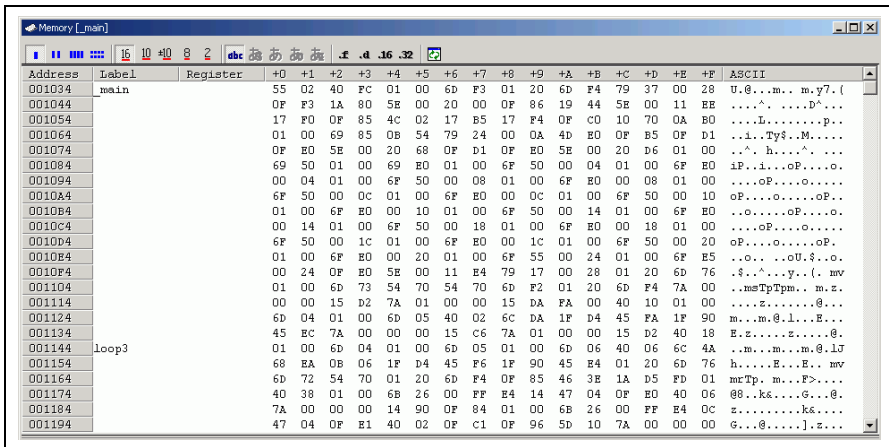 Memory [_main]
16 10 ±10 8 2 abc .f .d .16 .32
Address Label Register +0 +1 +2 +3 +4 +5 +6 +7 +8 +9 +A +B +C +D +E +F ASCII
001034 _main 55 02 40 FC 01 00 6D F3 01 20 6D F4 79 37 00 28 U.@...m.. m.y7.(
001044 0F F3 1A 80 5E 00 20 00 0F 86 19 44 5E 00 11 EE ....^. ....D^...
001054 17 F0 0F 85 4C 02 17 B5 17 F4 0F C0 10 70 0A B0 ....L........p..
001064 01 00 69 85 0B 54 79 24 00 0A 4D E0 0F B5 0F D1 ..i..Ty$..M.....
001074 0F E0 5E 00 20 68 0F D1 0F E0 5E 00 20 D6 01 00 ..^. h....^. ...
001084 69 50 01 00 69 E0 01 00 6F 50 00 04 01 00 6F E0 iP..i...oP....o.
001094 00 04 01 00 6F 50 00 08 01 00 6F E0 00 08 01 00 ....oP....o.....
0010A4 6F 50 00 0C 01 00 6F E0 00 0C 01 00 6F 50 00 10 oP....o.....oP..
0010B4 01 00 6F E0 00 10 01 00 6F 50 00 14 01 00 6F E0 ..o.....oP....o.
0010C4 00 14 01 00 6F 50 00 18 01 00 6F E0 00 18 01 00 ....oP....o.....
0010D4 6F 50 00 1C 01 00 6F E0 00 1C 01 00 6F 50 00 20 oP....o.....oP.
0010E4 01 00 6F E0 00 20 01 00 6F 55 00 24 01 00 6F E5 ..o.. ..oU.$..o.
0010F4 00 24 0F E0 5E 00 11 E4 79 17 00 28 01 20 6D 76 .$..^...y..(. mv
001104 01 00 6D 73 54 70 54 70 6D F2 01 20 6D F4 7A 00 ..msTpTpm.. m.z.
001114 00 00 15 D2 7A 01 00 00 15 DA FA 00 40 10 01 00 ....z.......@...
001124 6D 04 01 00 6D 05 40 02 6C DA 1F D4 45 FA 1F 90 m...m.@.l...E...
001134 45 EC 7A 00 00 00 15 C6 7A 01 00 00 15 D2 40 18 E.z.....z.....@.
001144 loop3 01 00 6D 04 01 00 6D 05 01 00 6D 06 40 06 6C 4A ..m...m...m.@.lJ
001154 68 EA 0B 06 1F D4 45 F6 1F 90 45 E4 01 20 6D 76 h.....E...E.. mv
001164 6D 72 54 70 01 20 6D F4 0F 85 46 3E 1A D5 FD 01 mrTp. m...F>....
001174 40 38 01 00 6B 26 00 FF E4 14 47 04 0F E0 40 06 @8..k&....G...@.
001184 7A 00 00 00 14 90 0F 84 01 00 6B 26 00 FF E4 0C z.........k&....
001194 47 04 0F E1 40 02 0F C1 0F 96 5D 10 7A 00 00 00 G...@.....].z...